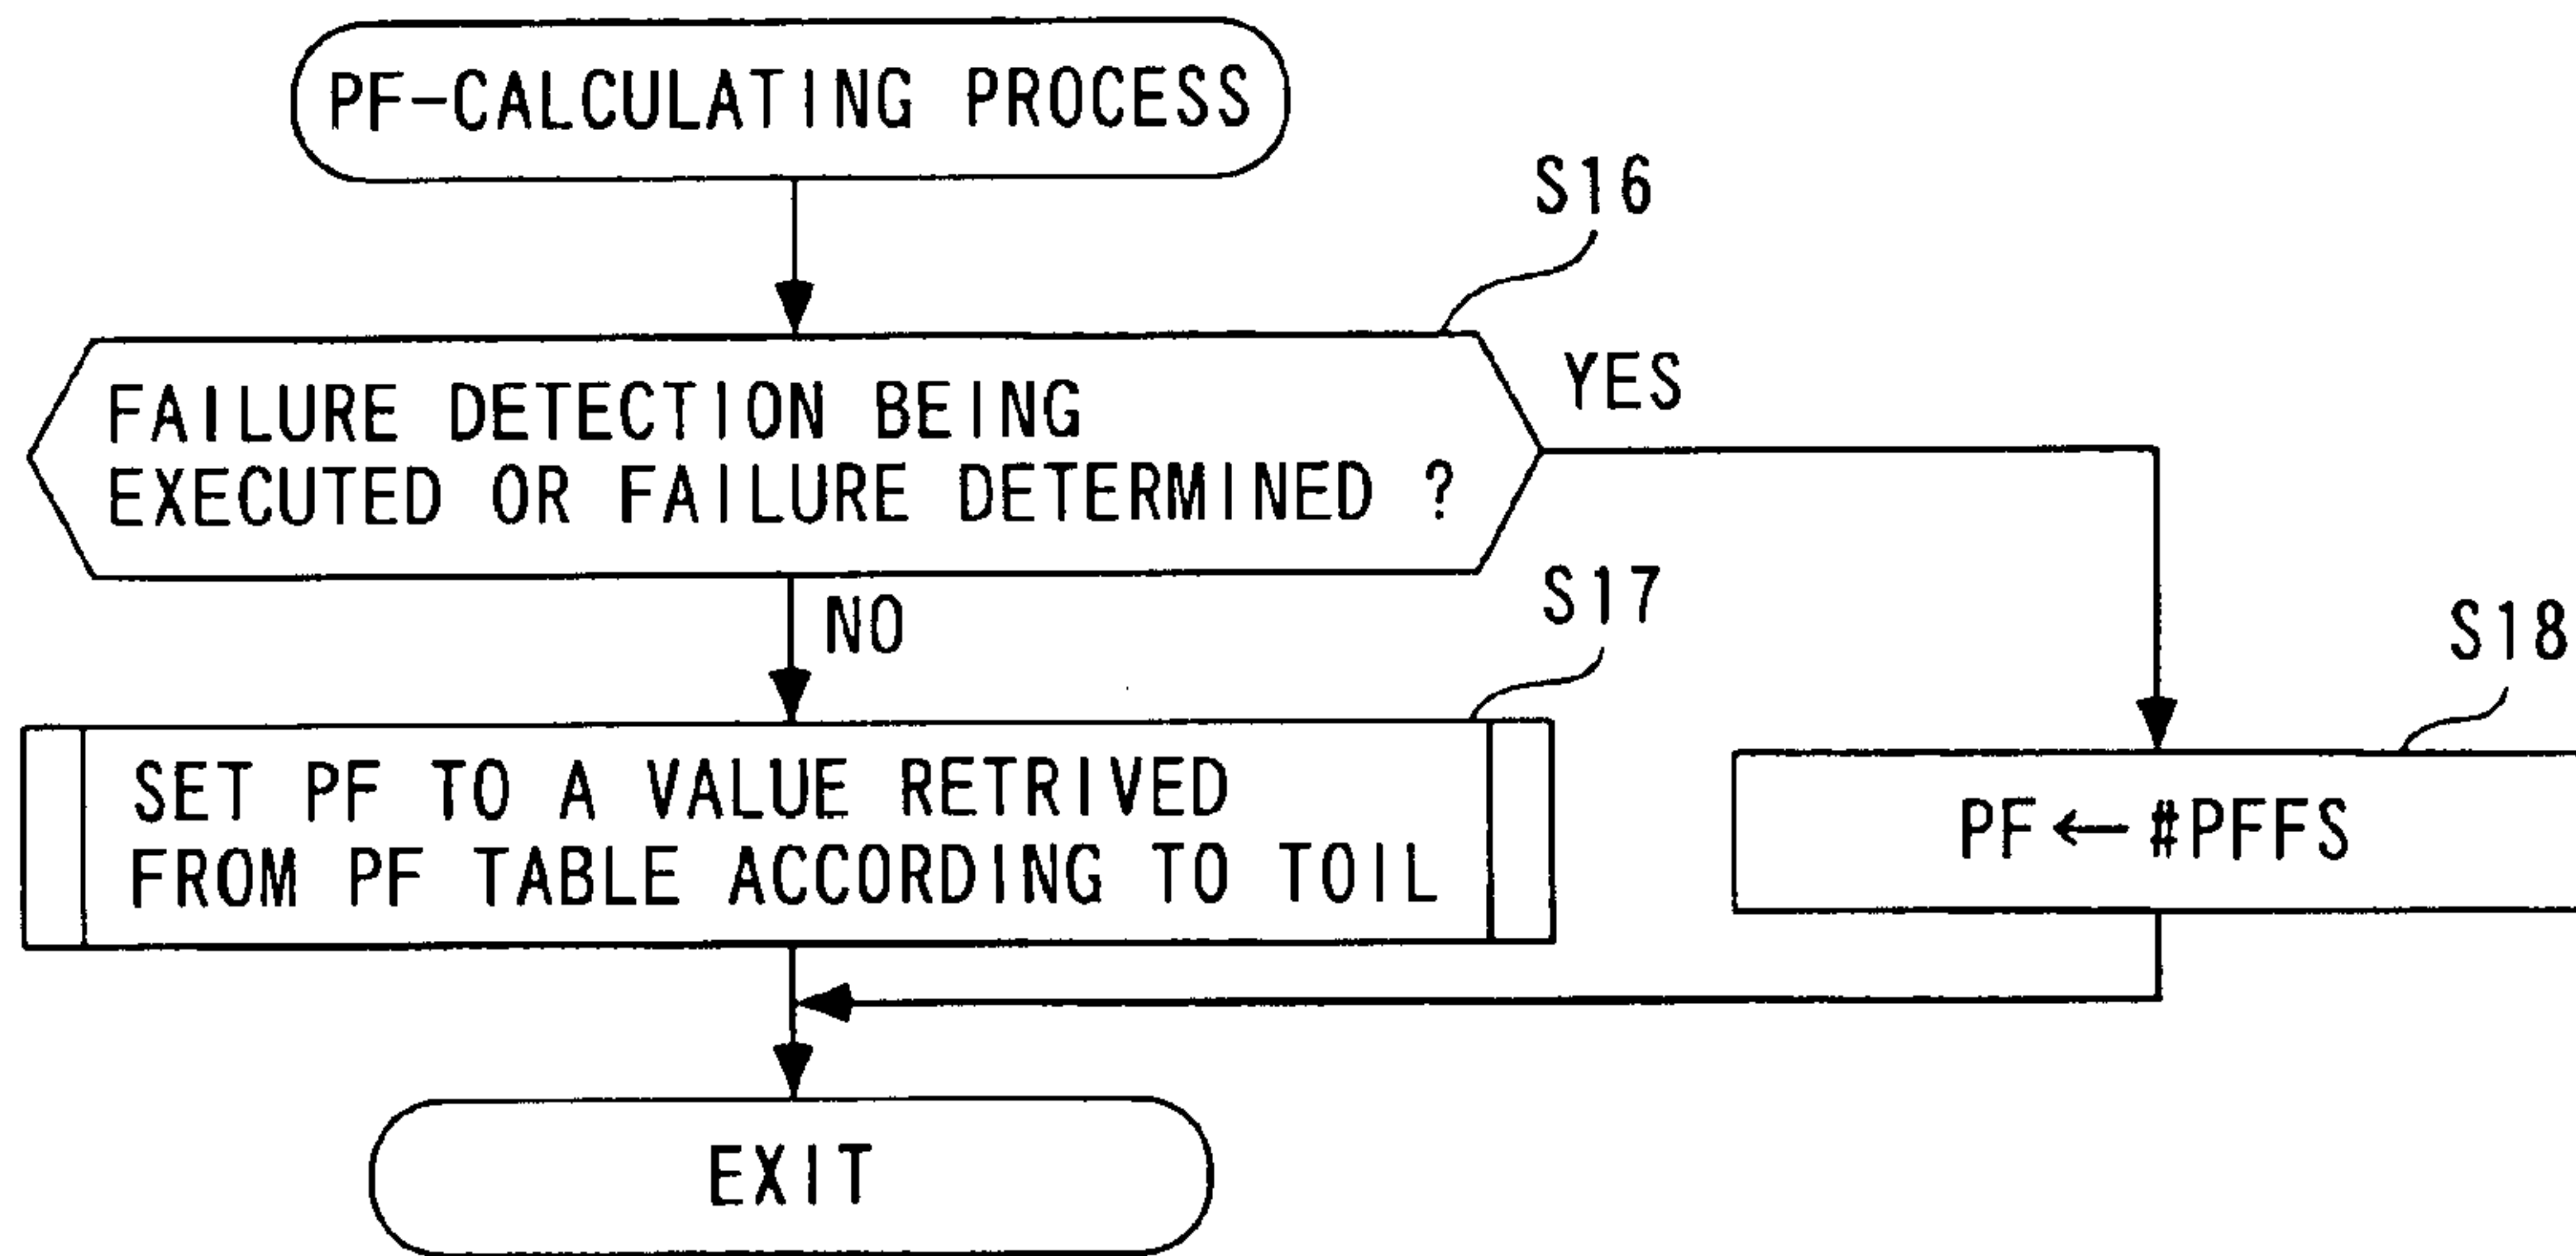 PF-CALCULATING PROCESS
S16
FAILURE DETECTION BEING
EXECUTED OR FAILURE DETERMINED ?
YES
NO
S17
SET PF TO A VALUE RETRIVED
FROM PF TABLE ACCORDING TO TOIL
S18
PF←#PFFS
EXIT